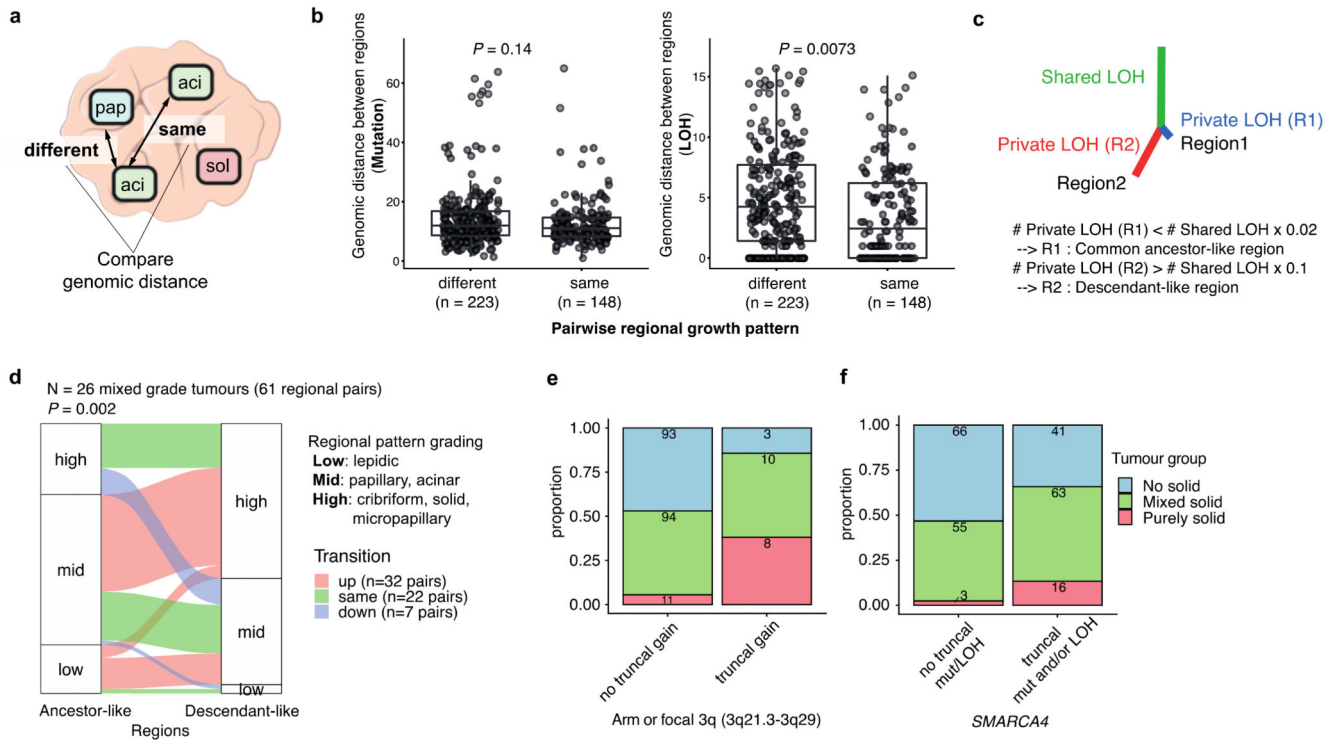 a
pap
aci
same
different
aci
sol
Compare
genomic distance
b
Genomic distance between regions
(Mutation)
60
40
20
0
P = 0.14
different
(n = 223)
same
(n = 148)
Genomic distance between regions
(LOH)
15
10
5
0
P = 0.0073
different
(n = 223)
same
(n = 148)
Pairwise regional growth pattern
c
Shared LOH
Private LOH (R1)
Region1
Private LOH (R2)
Region2
# Private LOH (R1) < # Shared LOH x 0.02
--> R1 : Common ancestor-like region
# Private LOH (R2) > # Shared LOH x 0.1
--> R2 : Descendant-like region
d
N = 26 mixed grade tumours (61 regional pairs)
P = 0.002
high
mid
low
high
mid
low
Ancestor-like
Descendant-like
Regions
Regional pattern grading
Low: lepidic
Mid: papillary, acinar
High: cribriform, solid,
micropapillary
Transition
up (n=32 pairs)
same (n=22 pairs)
down (n=7 pairs)
e
proportion
1.00
0.75
0.50
0.25
0.00
93
94
11
3
10
8
no truncal gain
truncal gain
Arm or focal 3q (3q21.3-3q29)
f
proportion
1.00
0.75
0.50
0.25
0.00
66
55
3
41
63
16
no truncal
mut/LOH
truncal
mut and/or LOH
SMARCA4
Tumour group
No solid
Mixed solid
Purely solid